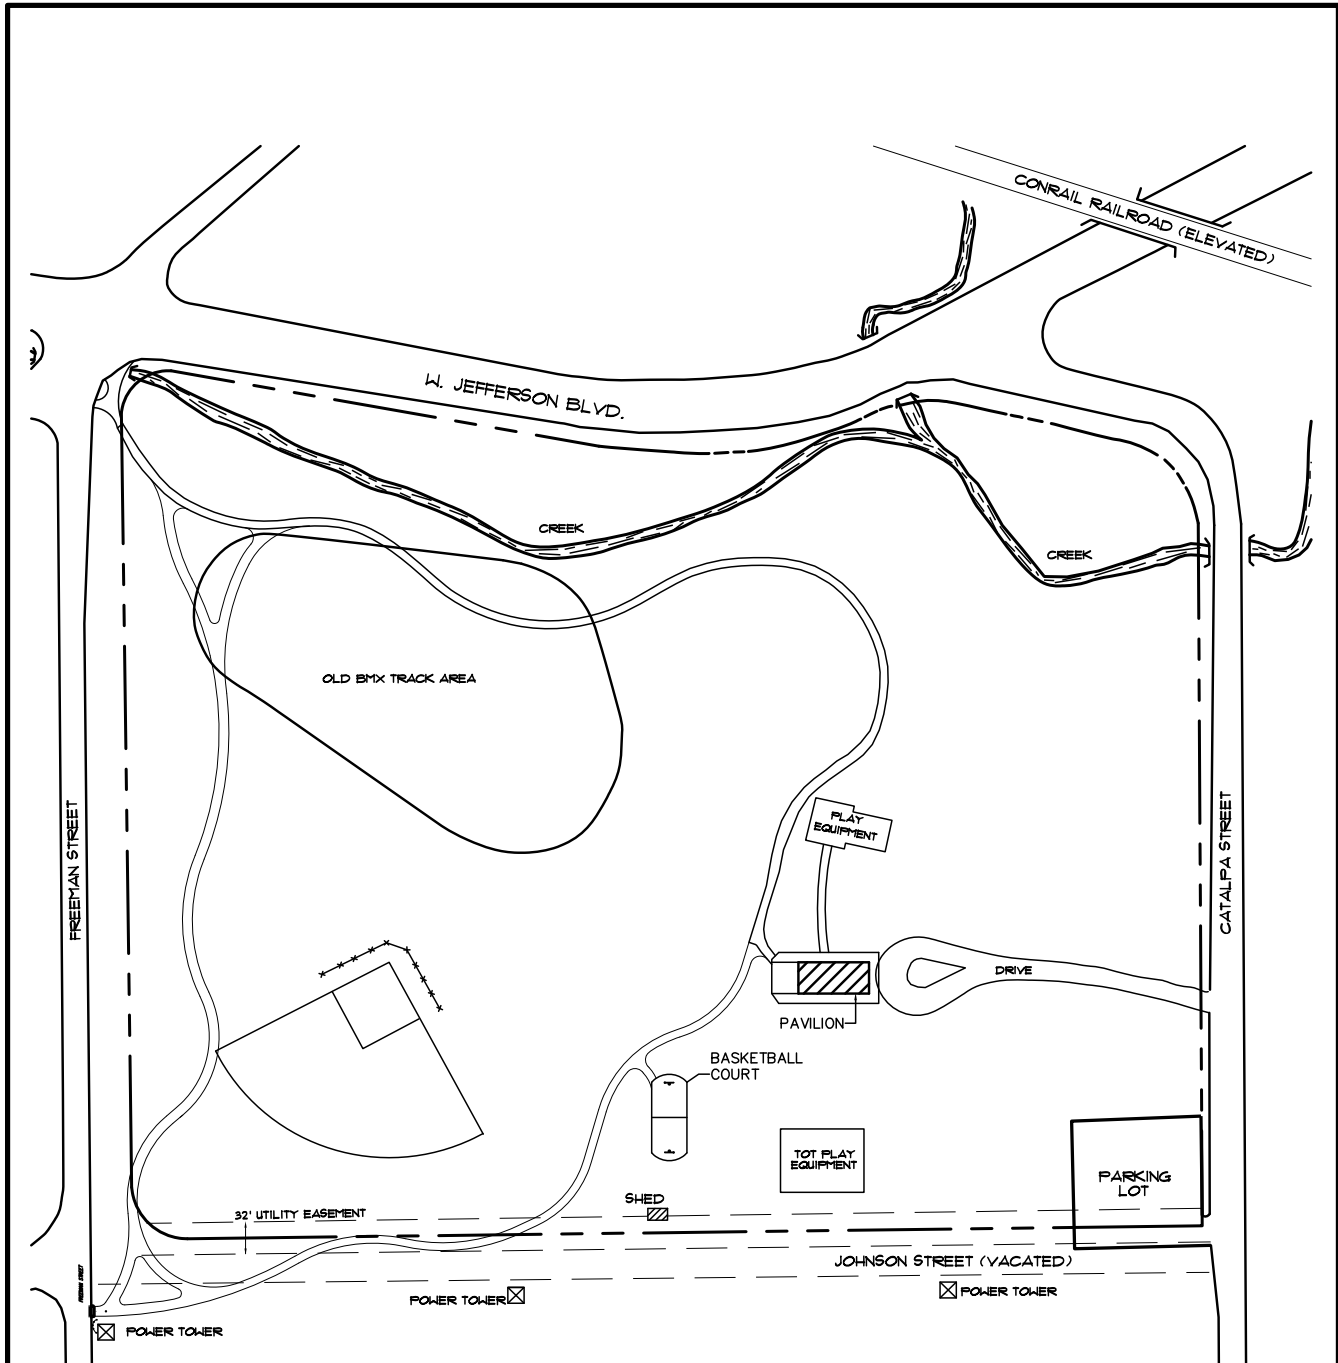 CONRAIL RAILROAD (ELEVATED)
W. JEFFERSON BLVD.
CREEK
CREEK
OLD BMX TRACK AREA
FREEMAN STREET
CATALPA STREET
PLAY
EQUIPMENT
DRIVE
PAVILION
BASKETBALL
COURT
TOT PLAY
EQUIPMENT
PARKING
LOT
SHED
32' UTILITY EASEMENT
JOHNSON STREET (VACATED)
FREEMAN STREET
POWER TOWER
POWER TOWER
POWER TOWER